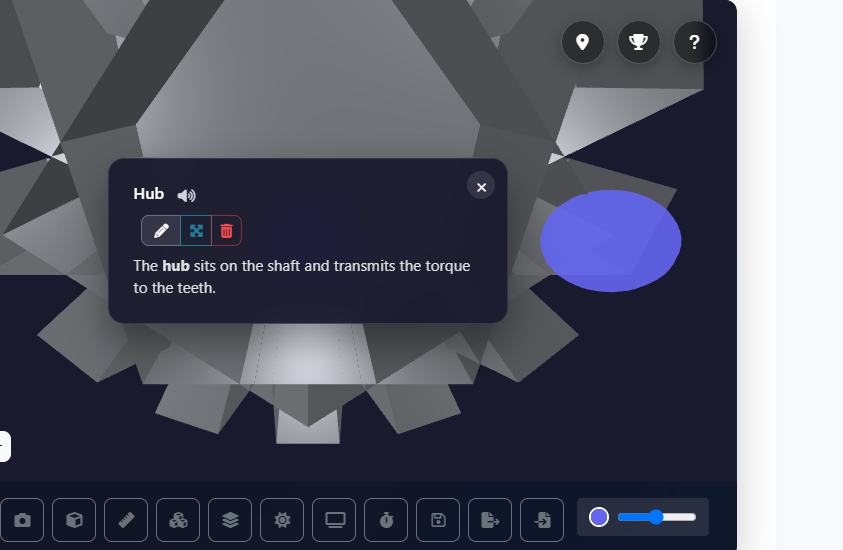 ?
Hub
The hub sits on the shaft and transmits the torque
to the teeth.